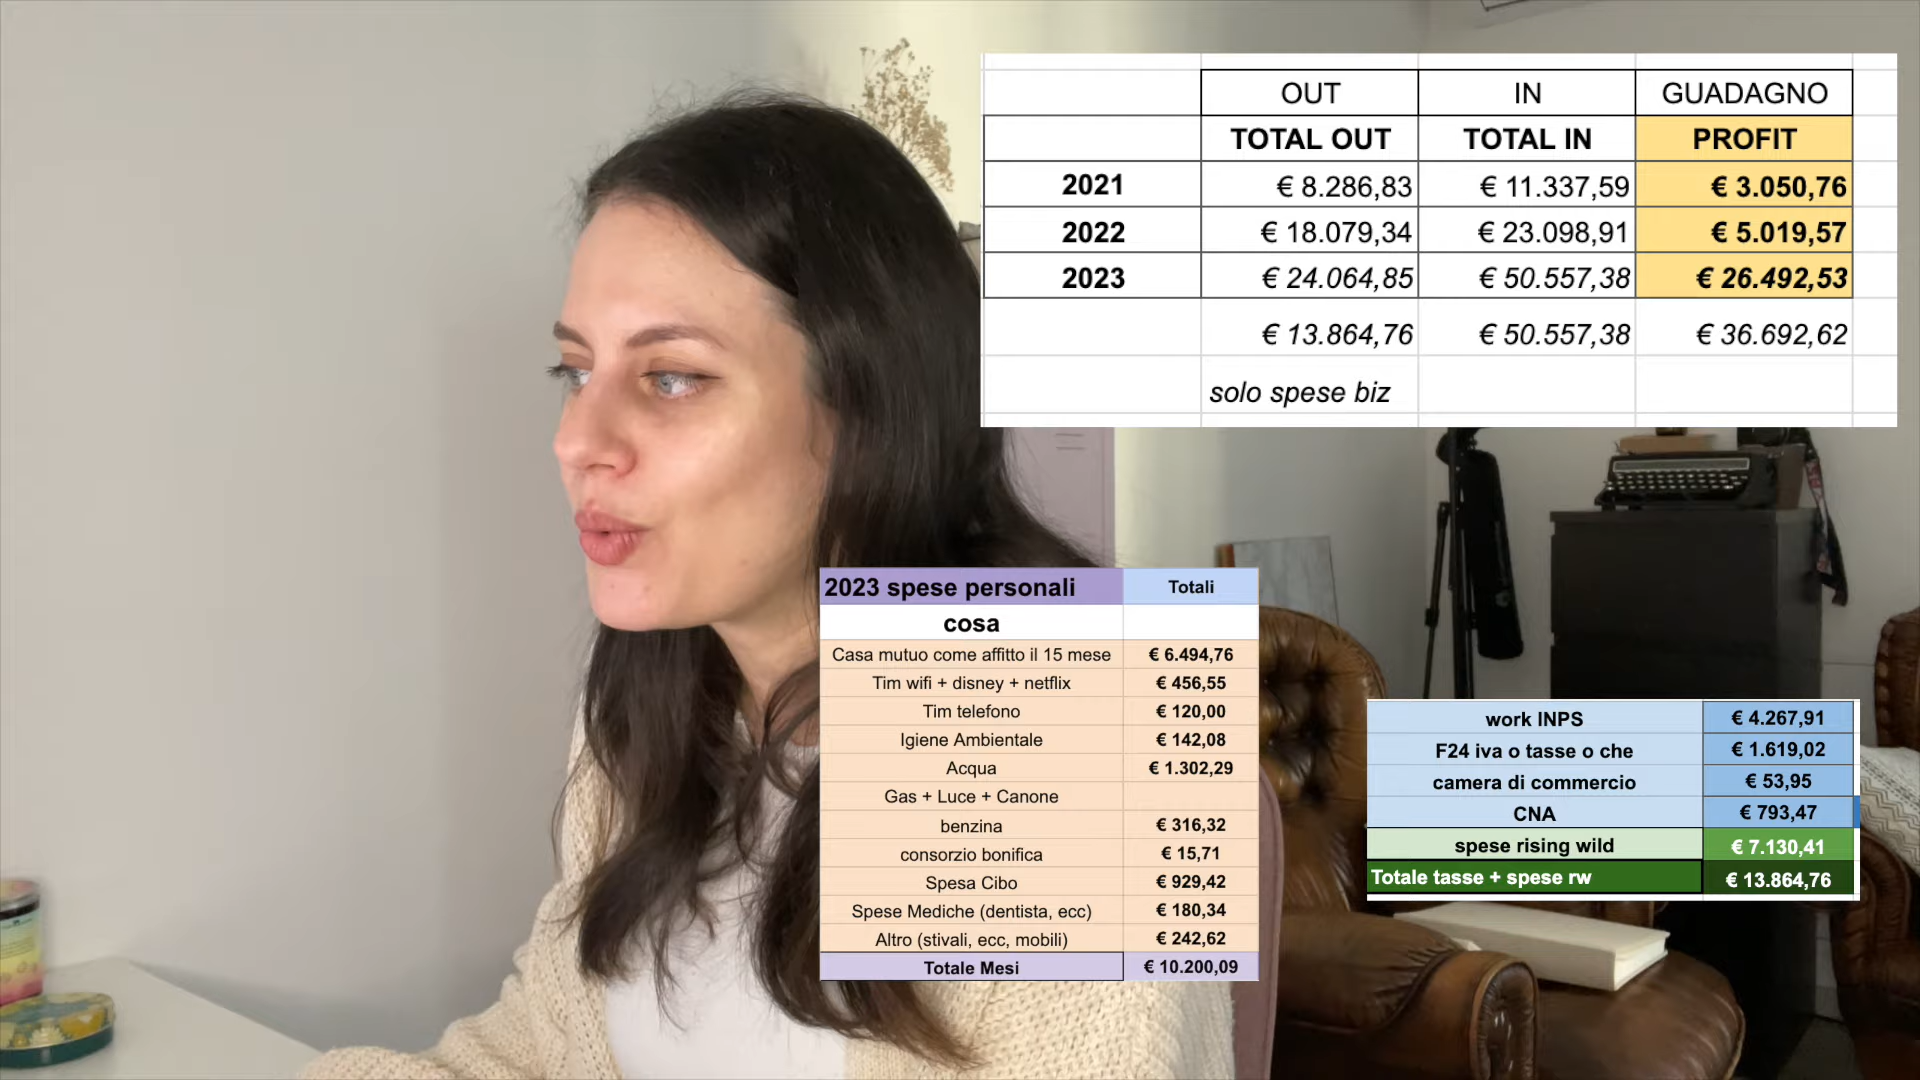 OUT IN GUADAGNO
TOTAL OUT TOTAL IN PROFIT
2021 € 8.286,83 € 11.337,59 € 3.050,76
2022 € 18.079,34 € 23.098,91 € 5.019,57
2023 € 24.064,85 € 50.557,38 € 26.492,53
€ 13.864,76 € 50.557,38 € 36.692,62
solo spese biz
2023 spese personali Totali
cosa
Casa mutuo come affitto il 15 mese € 6.494,76
Tim wifi + disney + netflix € 456,55
Tim telefono € 120,00
Igiene Ambientale € 142,08
Acqua € 1.302,29
Gas + Luce + Canone
benzina € 316,32
consorzio bonifica € 15,71
Spesa Cibo € 929,42
Spese Mediche (dentista, ecc) € 180,34
Altro (stivali, ecc, mobili) € 242,62
Totale Mesi € 10.200,09
work INPS € 4.267,91
F24 iva o tasse o che € 1.619,02
camera di commercio € 53,95
CNA € 793,47
spese rising wild € 7.130,41
Totale tasse + spese rw € 13.864,76